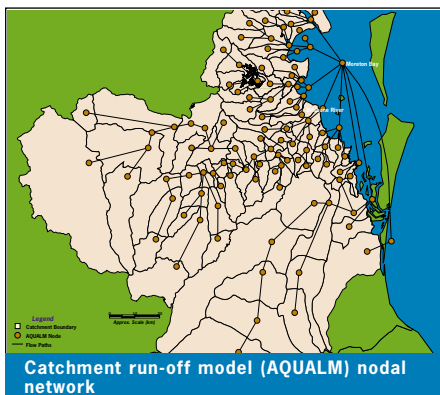 Moreton Bay
River
Legend
Catchment Boundary
AQUALM Node
Flow Paths
Approx. Scale (km)
Catchment run-off model (AQUALM) nodal
network